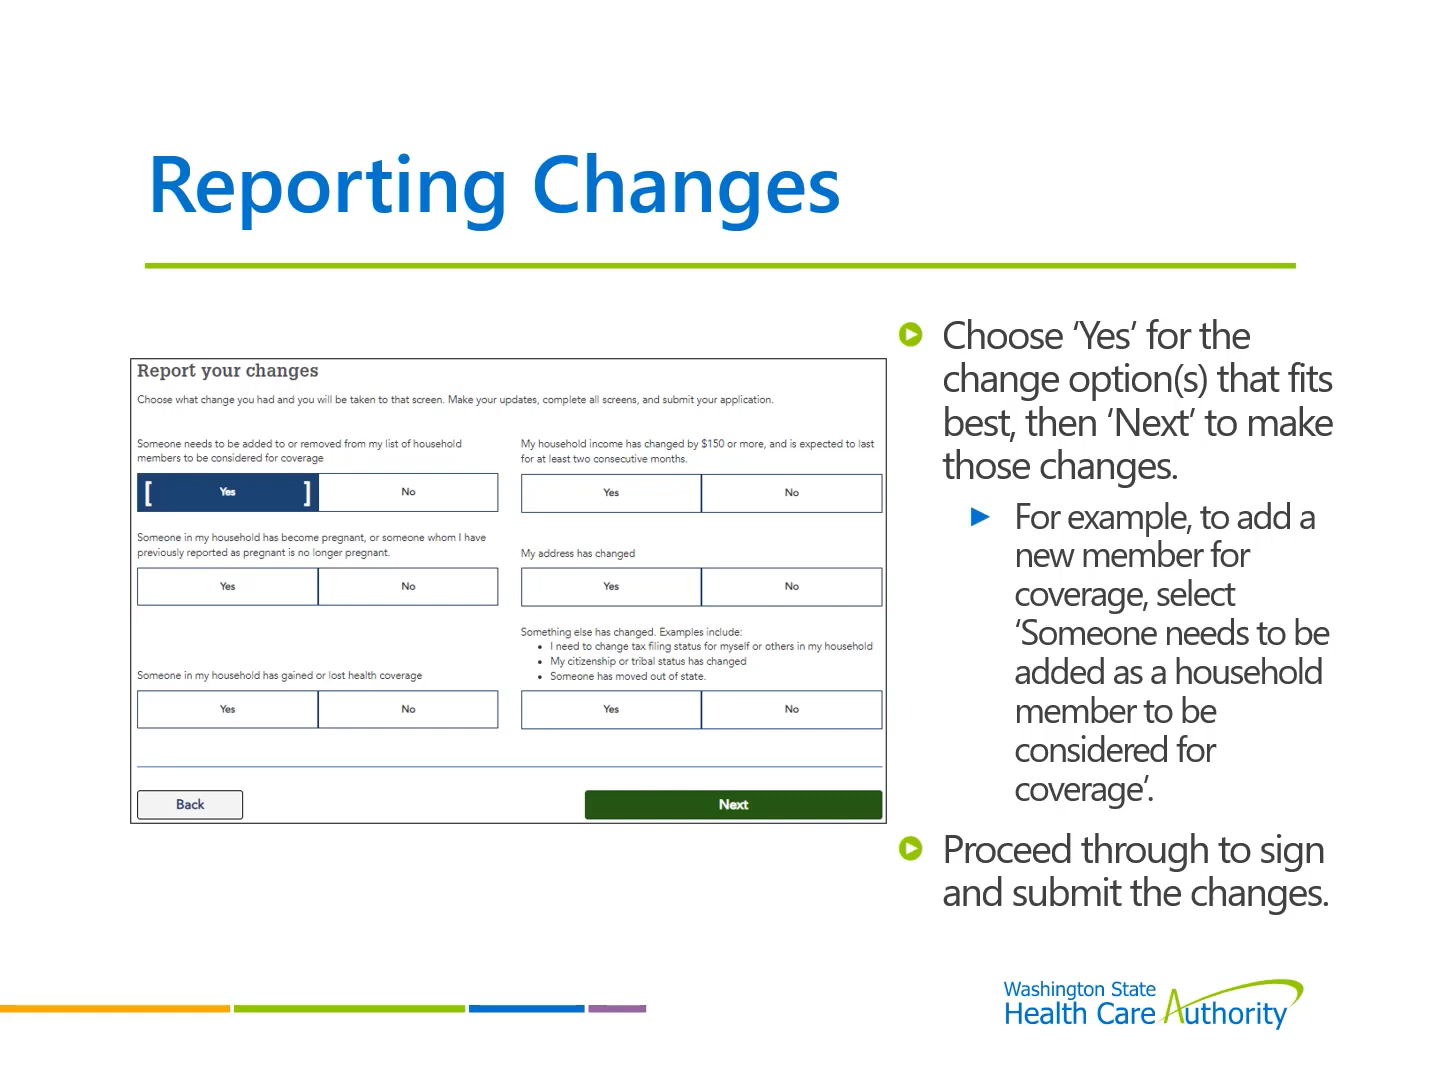 Reporting Changes
Report your changes
Choose what change you had and you will be taken to that screen. Make your updates, complete all screens, and submit your application.
Someone needs to be added to or removed from my list of household
members to be considered for coverage
[ Yes ]
No
My household income has changed by $150 or more, and is expected to last
for at least two consecutive months.
Yes
No
Someone in my household has become pregnant, or someone whom I have
previously reported as pregnant is no longer pregnant.
Yes
No
My address has changed
Yes
No
Someone in my household has gained or lost health coverage
Yes
No
Something else has changed. Examples include:
• I need to change tax filing status for myself or others in my household
• My citizenship or tribal status has changed
• Someone has moved out of state.
Yes
No
Back
Next
Choose ‘Yes’ for the
change option(s) that fits
best, then ‘Next’ to make
those changes.
For example, to add a
new member for
coverage, select
‘Someone needs to be
added as a household
member to be
considered for
coverage’.
Proceed through to sign
and submit the changes.
Washington State
Health Care Authority